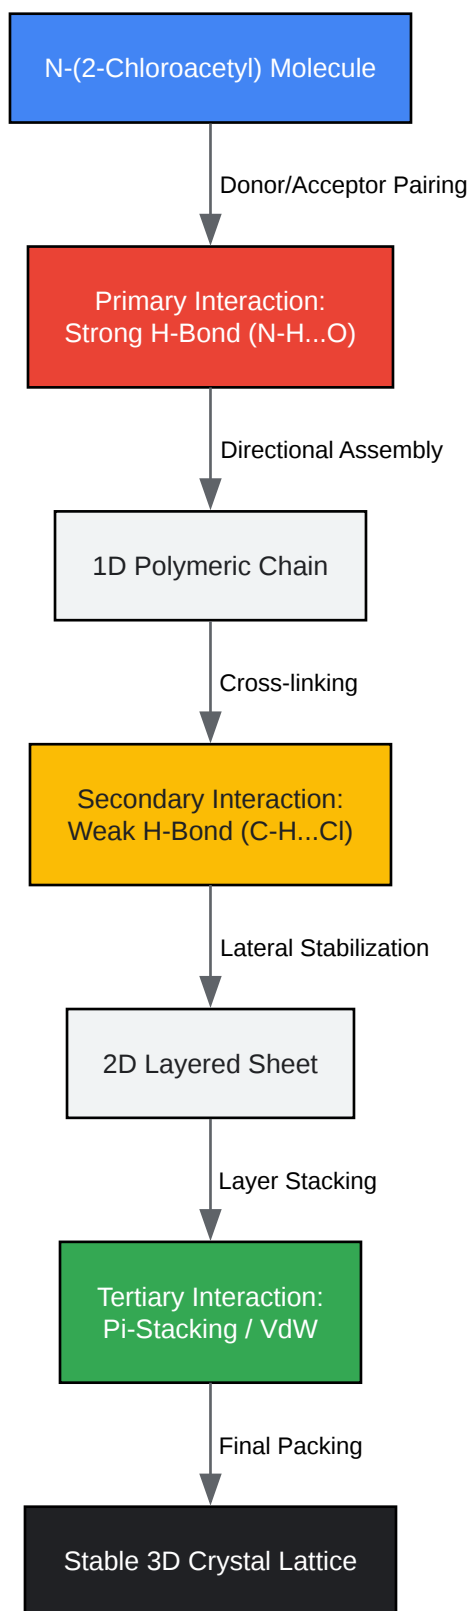 N-(2-Chloroacetyl) Molecule
Donor/Acceptor Pairing
Primary Interaction:
Strong H-Bond (N-H...O)
Directional Assembly
1D Polymeric Chain
Cross-linking
Secondary Interaction:
Weak H-Bond (C-H...Cl)
Lateral Stabilization
2D Layered Sheet
Layer Stacking
Tertiary Interaction:
Pi-Stacking / VdW
Final Packing
Stable 3D Crystal Lattice